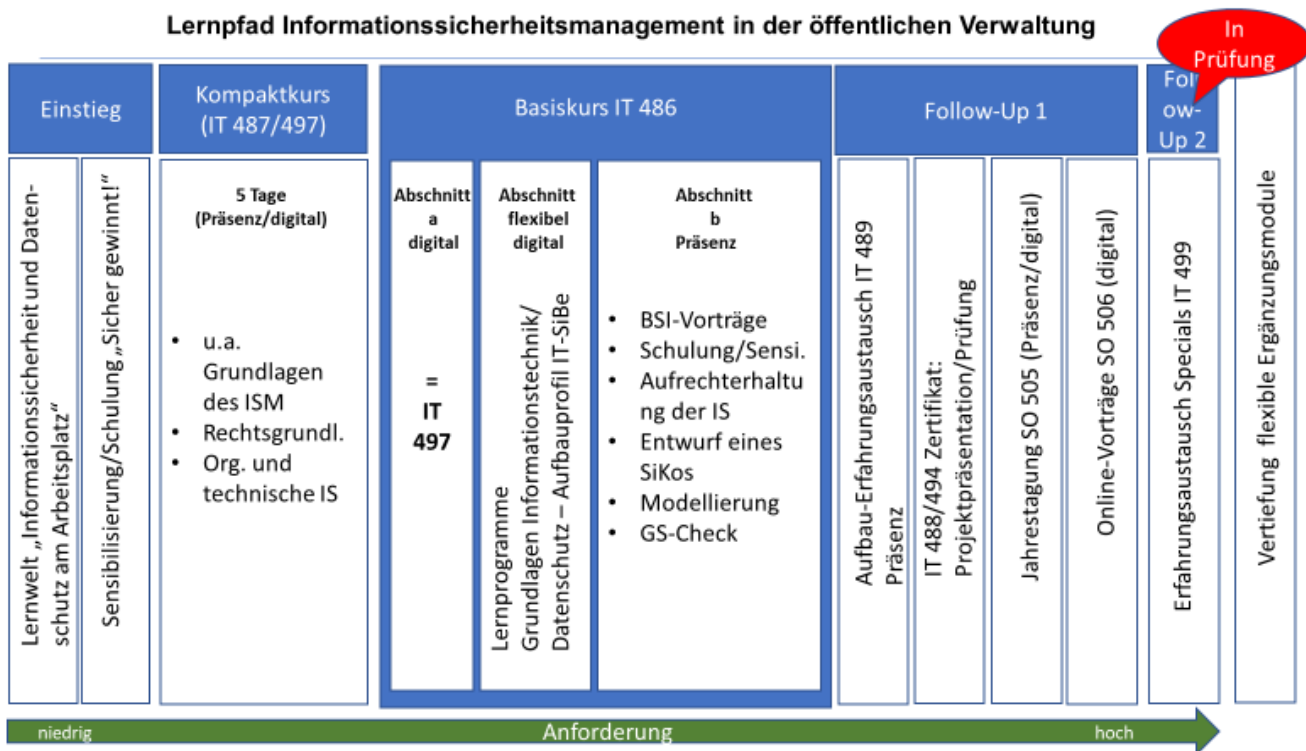 Lernpfad Informationssicherheitsmanagement in der öffentlichen Verwaltung
In
Prüfung
Einstieg
Kompaktkurs
(IT 487/497)
Basiskurs IT 486
Follow-Up 1
Foll
ow-
Up 2
Lernwelt „Informationssicherheit und Daten-
schutz am Arbeitsplatz“
Sensibilisierung/Schulung „Sicher gewinnt!“
5 Tage
(Präsenz/digital)
• u.a.
Grundlagen
des ISM
• Rechtsgrundl.
• Org. und
technische IS
Abschnitt
a
digital
=
IT
497
Abschnitt
flexibel
digital
Lernprogramme
Grundlagen Informationstechnik/
Datenschutz – Aufbauprofil IT-SiBe
Abschnitt
b
Präsenz
• BSI-Vorträge
• Schulung/Sensi.
• Aufrechterhaltu
ng der IS
• Entwurf eines
SiKos
• Modellierung
• GS-Check
Aufbau-Erfahrungsaustausch IT 489
Präsenz
IT 488/494 Zertifikat:
Projektpräsentation/Prüfung
Jahrestagung SO 505 (Präsenz/digital)
Online-Vorträge SO 506 (digital)
Erfahrungsaustausch Specials IT 499
Vertiefung flexible Ergänzungsmodule
niedrig
Anforderung
hoch